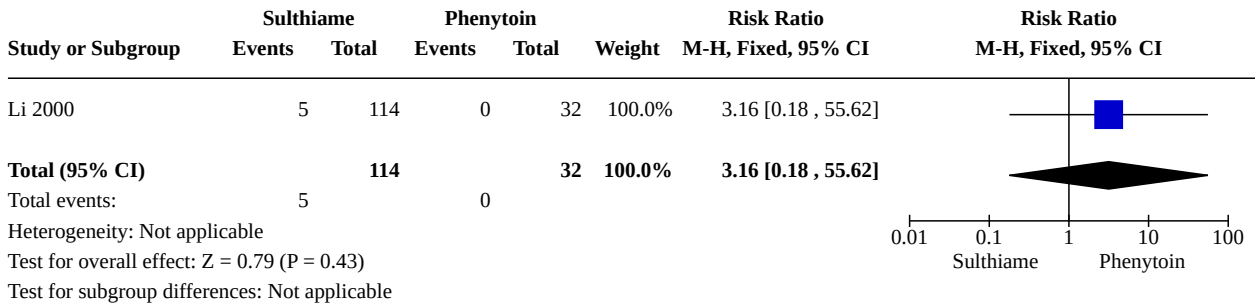 Sulthiame Phenytoin Risk Ratio Risk Ratio
Study or Subgroup Events Total Events Total Weight M-H, Fixed, 95% CI M-H, Fixed, 95% CI
Li 2000 5 114 0 32 100.0% 3.16 [0.18 , 55.62]
Total (95% CI) 114 32 100.0% 3.16 [0.18 , 55.62]
Total events: 5 0
Heterogeneity: Not applicable 0.01 0.1 1 10 100
Test for overall effect: Z = 0.79 (P = 0.43) Sulthiame Phenytoin
Test for subgroup differences: Not applicable